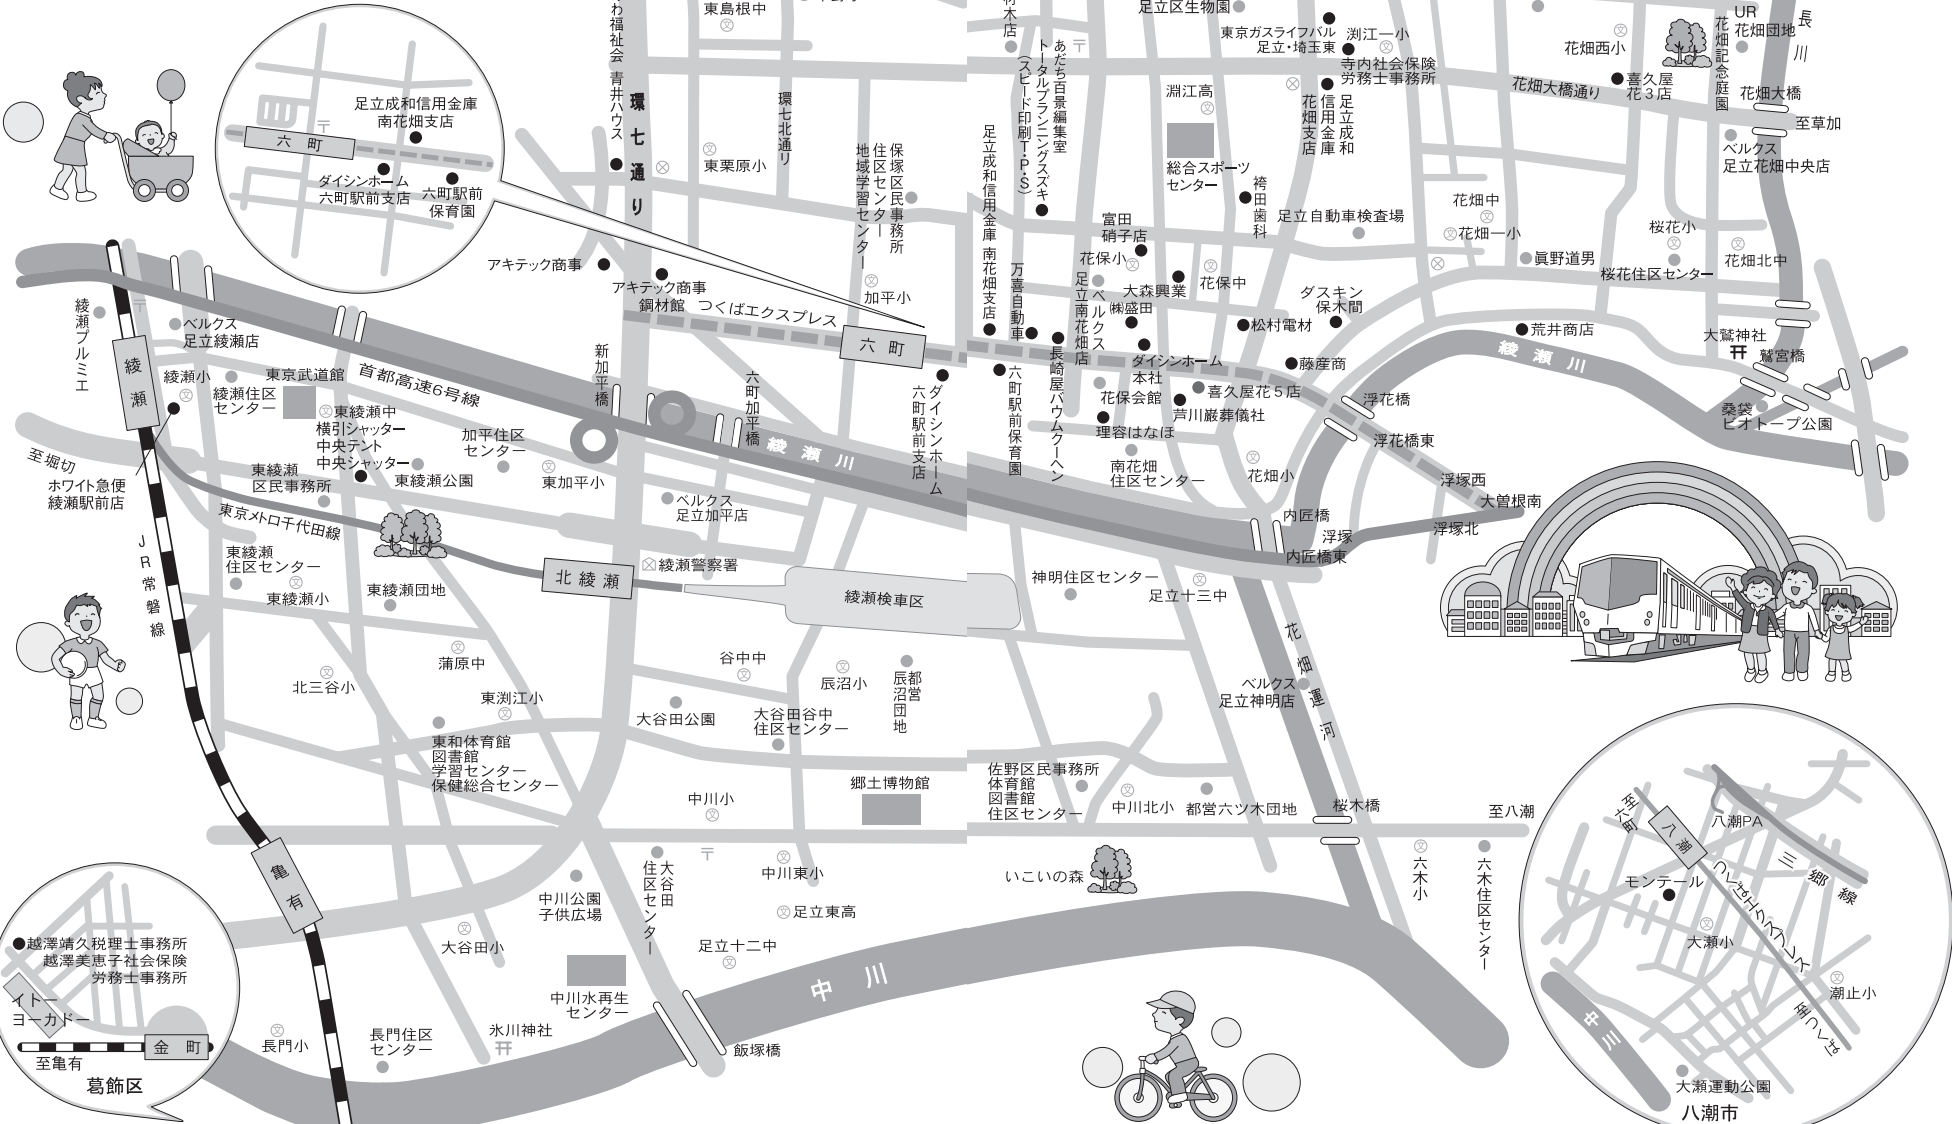 わ福祉会 青井ハウス
東島根中
環七通り
環七北通り
東栗原小
保塚区民事務所
住区センター
地域学習センター
加平小
足立成和信用金庫
南花畑支店
六町
ダイシンホーム
六町駅前支店
六町駅前
保育園
アキテック商事
アキテック商事
鋼材館
つくばエクスプレス
六町
新加平橋
六町加平橋
ダイシンホーム
六町駅前支店
綾瀬川
首都高速6号線
綾瀬プルミエ
綾瀬
ベルクス
足立綾瀬店
綾瀬小
綾瀬住区
センター
東京武道館
東綾瀬中
横引シャッター
中央テント
中央シャッター
加平住区
センター
東綾瀬公園
東加平小
ベルクス
足立加平店
至堀切
ホワイト急便
綾瀬駅前店
東綾瀬
区民事務所
東京メトロ千代田線
JR常磐線
東綾瀬
住区センター
東綾瀬小
東綾瀬団地
北綾瀬
綾瀬警察署
綾瀬検車区
蒲原中
北三谷小
東渕江小
谷中中
辰沼小
都営
辰沼団地
大谷田公園
大谷田谷中
住区センター
東和体育館
図書館
学習センター
保健総合センター
郷土博物館
中川小
亀有
大谷田
住区センター
中川東小
中川公園
子供広場
足立東高
大谷田小
足立十二中
中川水再生
センター
氷川神社
中川
飯塚橋
長門小
長門住区
センター
越澤靖久税理士事務所
越澤美恵子社会保険
労務士事務所
イトー
ヨーカドー
金町
至亀有
葛飾区
材木店
足立区生物園
東京ガスライフバル
足立・埼玉東
渕江一小
寺内社会保険
労務士事務所
あだち百景編集室
トータルプランニングスズキ
(スピード印刷T・P・S)
淵江高
総合スポーツ
センター
足立成和
信用金庫
花畑支店
袴田歯科
足立自動車検査場
足立成和信用金庫 南花畑支店
富田
硝子店
花保小
大森興業
花保中
㈱盛田
ベルクス
足立南花畑店
万喜自動車
松村電材
ダスキン
保木間
ダイシンホーム
本社
藤産商
喜久屋花5店
花保会館
芦川巌葬儀社
理容はなほ
六町駅前保育園
長崎屋バウムクーヘン
南花畑
住区センター
花畑小
UR
花畑団地
花畑記念庭園
長川
花畑西小
喜久屋
花3店
花畑大橋通り
花畑大橋
至草加
ベルクス
足立花畑中央店
花畑中
花畑一小
眞野道男
桜花小
桜花住区センター
花畑北中
荒井商店
綾瀬川
大鷲神社
鷲宮橋
桑袋
ビオトープ公園
浮花橋
浮花橋東
浮塚西
大曽根南
浮塚北
浮塚
内匠橋
内匠橋東
神明住区センター
足立十三中
花畑運河
ベルクス
足立神明店
佐野区民事務所
体育館
図書館
住区センター
中川北小
都営六ツ木団地
桜木橋
至八潮
いこいの森
六木小
六木住区センター
至六町
八潮
八潮PA
三郷線
モンテール
つくばエクスプレス
大瀬小
潮止小
至つくば
中川
大瀬運動公園
八潮市